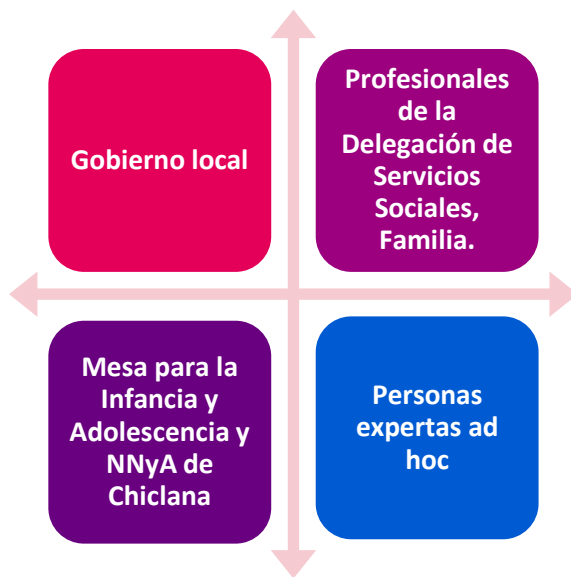 Gobierno local
Profesionales
de la
Delegación de
Servicios
Sociales,
Familia.
Mesa para la
Infancia y
Adolescencia y
NNyA de
Chiclana
Personas
expertas ad
hoc